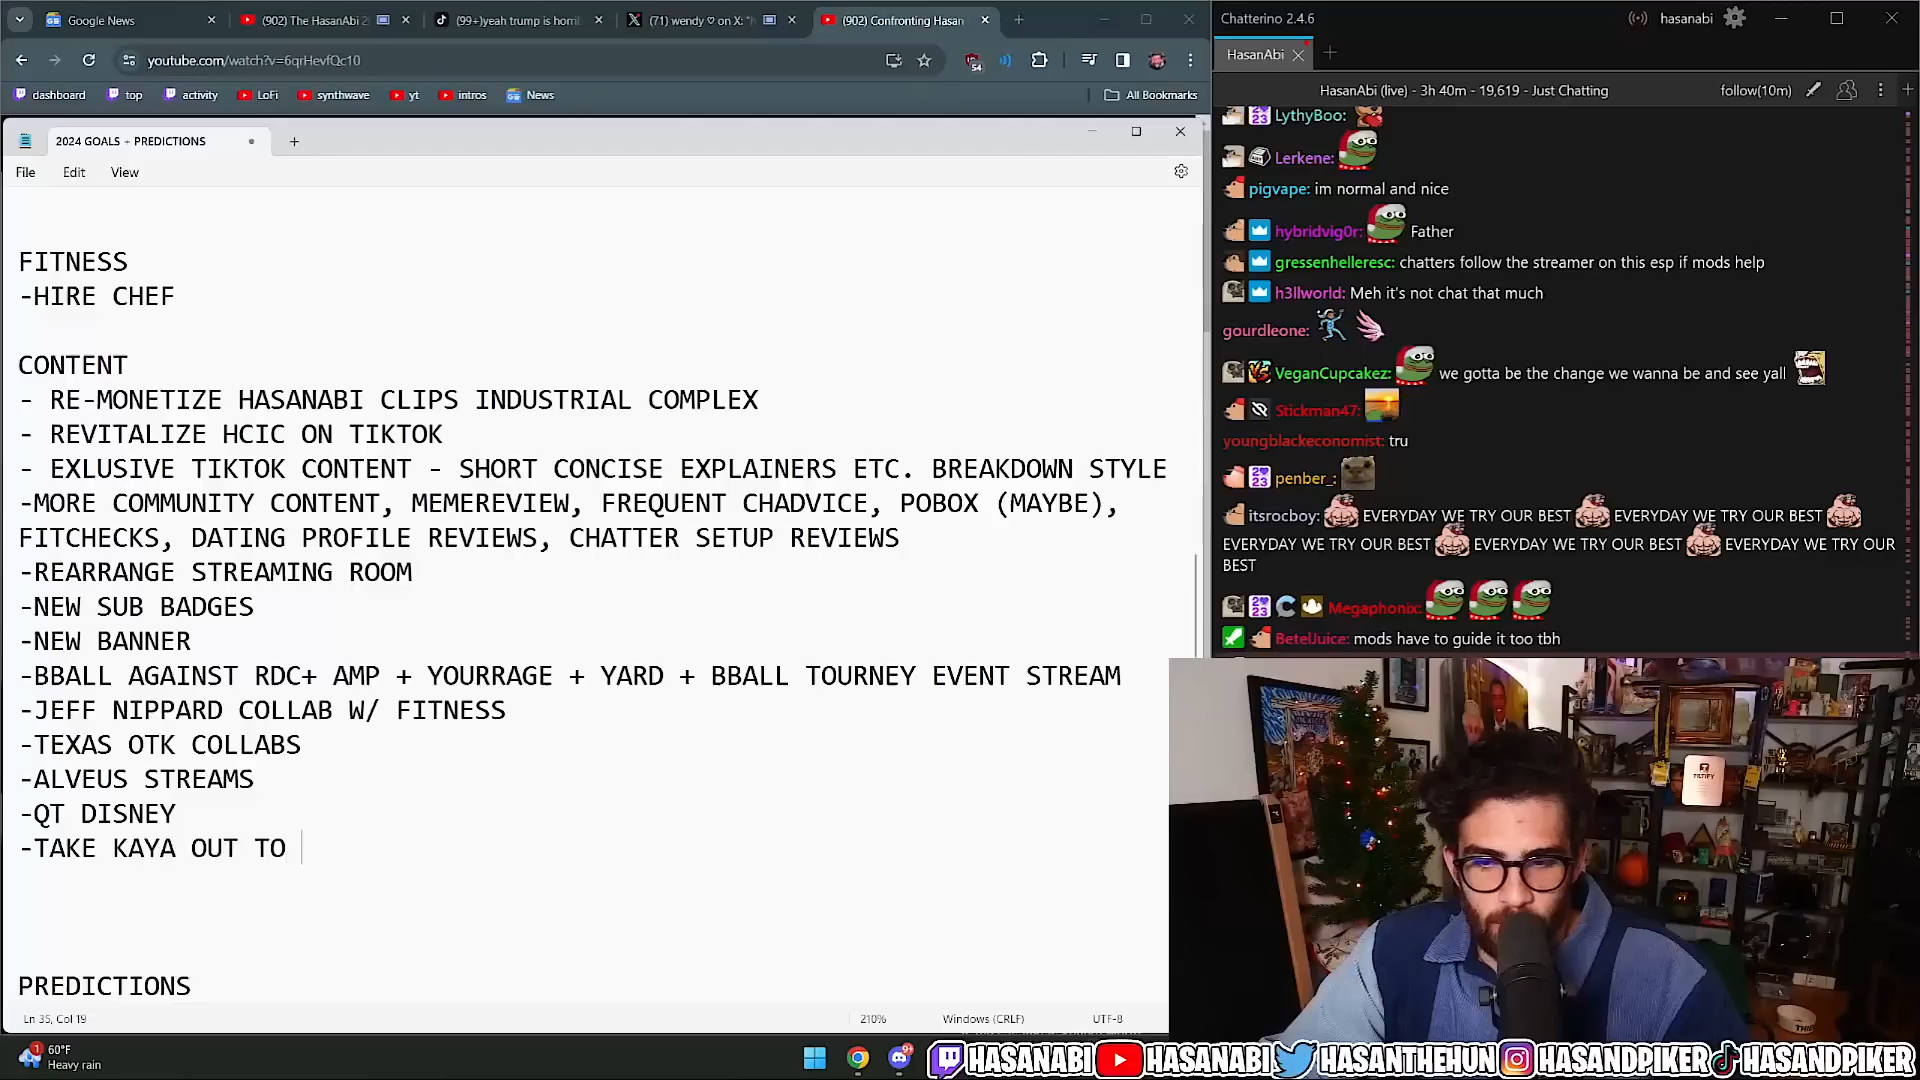 Google News
(902) The HasanAbi 2
(99+)yeah trump is horri
(71) wendy ♡ on X: "
(902) Confronting Hasan
youtube.com/watch?v=6qrHevfQc10
54
dashboard
top
activity
LoFi
synthwave
yt
intros
News
All Bookmarks
2024 GOALS + PREDICTIONS
File
Edit
View
FITNESS
-HIRE CHEF
CONTENT
- RE-MONETIZE HASANABI CLIPS INDUSTRIAL COMPLEX
- REVITALIZE HCIC ON TIKTOK
- EXLUSIVE TIKTOK CONTENT - SHORT CONCISE EXPLAINERS ETC. BREAKDOWN STYLE
-MORE COMMUNITY CONTENT, MEMEREVIEW, FREQUENT CHADVICE, POBOX (MAYBE),
FITCHECKS, DATING PROFILE REVIEWS, CHATTER SETUP REVIEWS
-REARRANGE STREAMING ROOM
-NEW SUB BADGES
-NEW BANNER
-BBALL AGAINST RDC+ AMP + YOURRAGE + YARD + BBALL TOURNEY EVENT STREAM
-JEFF NIPPARD COLLAB W/ FITNESS
-TEXAS OTK COLLABS
-ALVEUS STREAMS
-QT DISNEY
-TAKE KAYA OUT TO
PREDICTIONS
Ln 35, Col 19
210%
Windows (CRLF)
UTF-8
Chatterino 2.4.6
hasanabi
HasanAbi
HasanAbi (live) - 3h 40m - 19,619 - Just Chatting
follow(10m)
LythyBoo:
Lerkene:
pigvape: im normal and nice
hybridvig0r: Father
gressenhelleresc: chatters follow the streamer on this esp if mods help
h3llworld: Meh it's not chat that much
gourdleone:
VeganCupcakez: we gotta be the change we wanna be and see yall
Stickman47:
youngblackeconomist: tru
penber_:
itsrocboy: EVERYDAY WE TRY OUR BEST EVERYDAY WE TRY OUR BEST
EVERYDAY WE TRY OUR BEST EVERYDAY WE TRY OUR BEST EVERYDAY WE TRY OUR
BEST
Megaphonix:
BetelJuice: mods have to guide it too tbh
TILTIFY
1
60°F
Heavy rain
9+
HASANABI
HASANABI
HASANTHEHUN
HASANDPIKER
HASANDPIKER